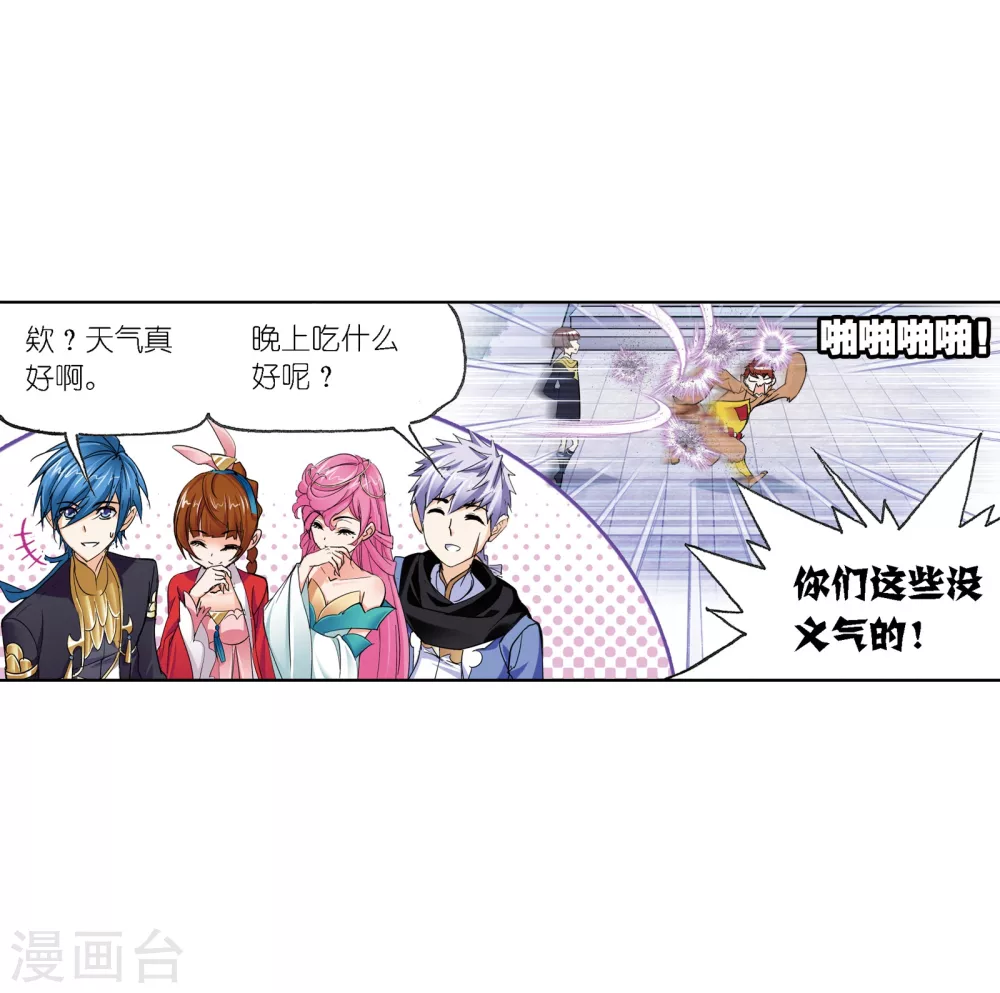 欸？天气真
好啊。
晚上吃什么
好呢？
啪啪啪啪！
你们这些没
义气的！
漫画台